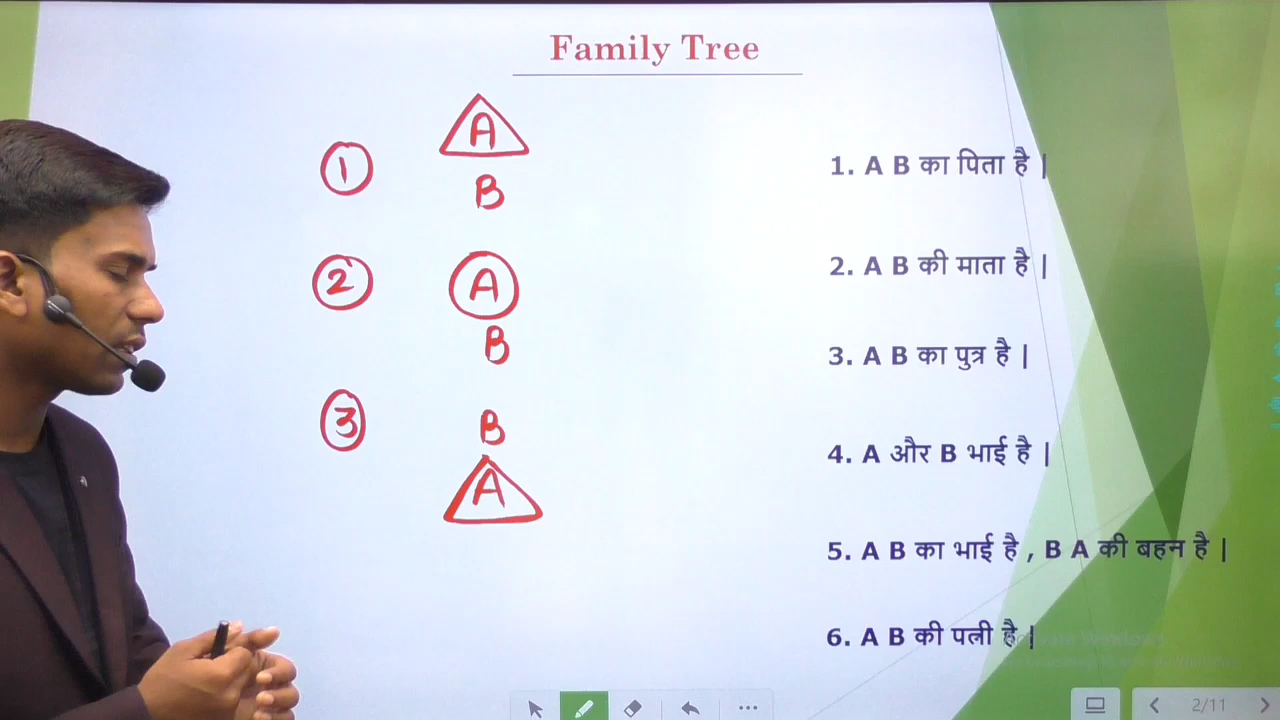 Family Tree
1
A
B
2
A
B
3
B
A
1. A B का पिता है |
2. A B की माता है |
3. A B का पुत्र है |
4. A और B भाई है |
5. A B का भाई है , B A की बहन है |
6. A B की पत्नी है |
2/11